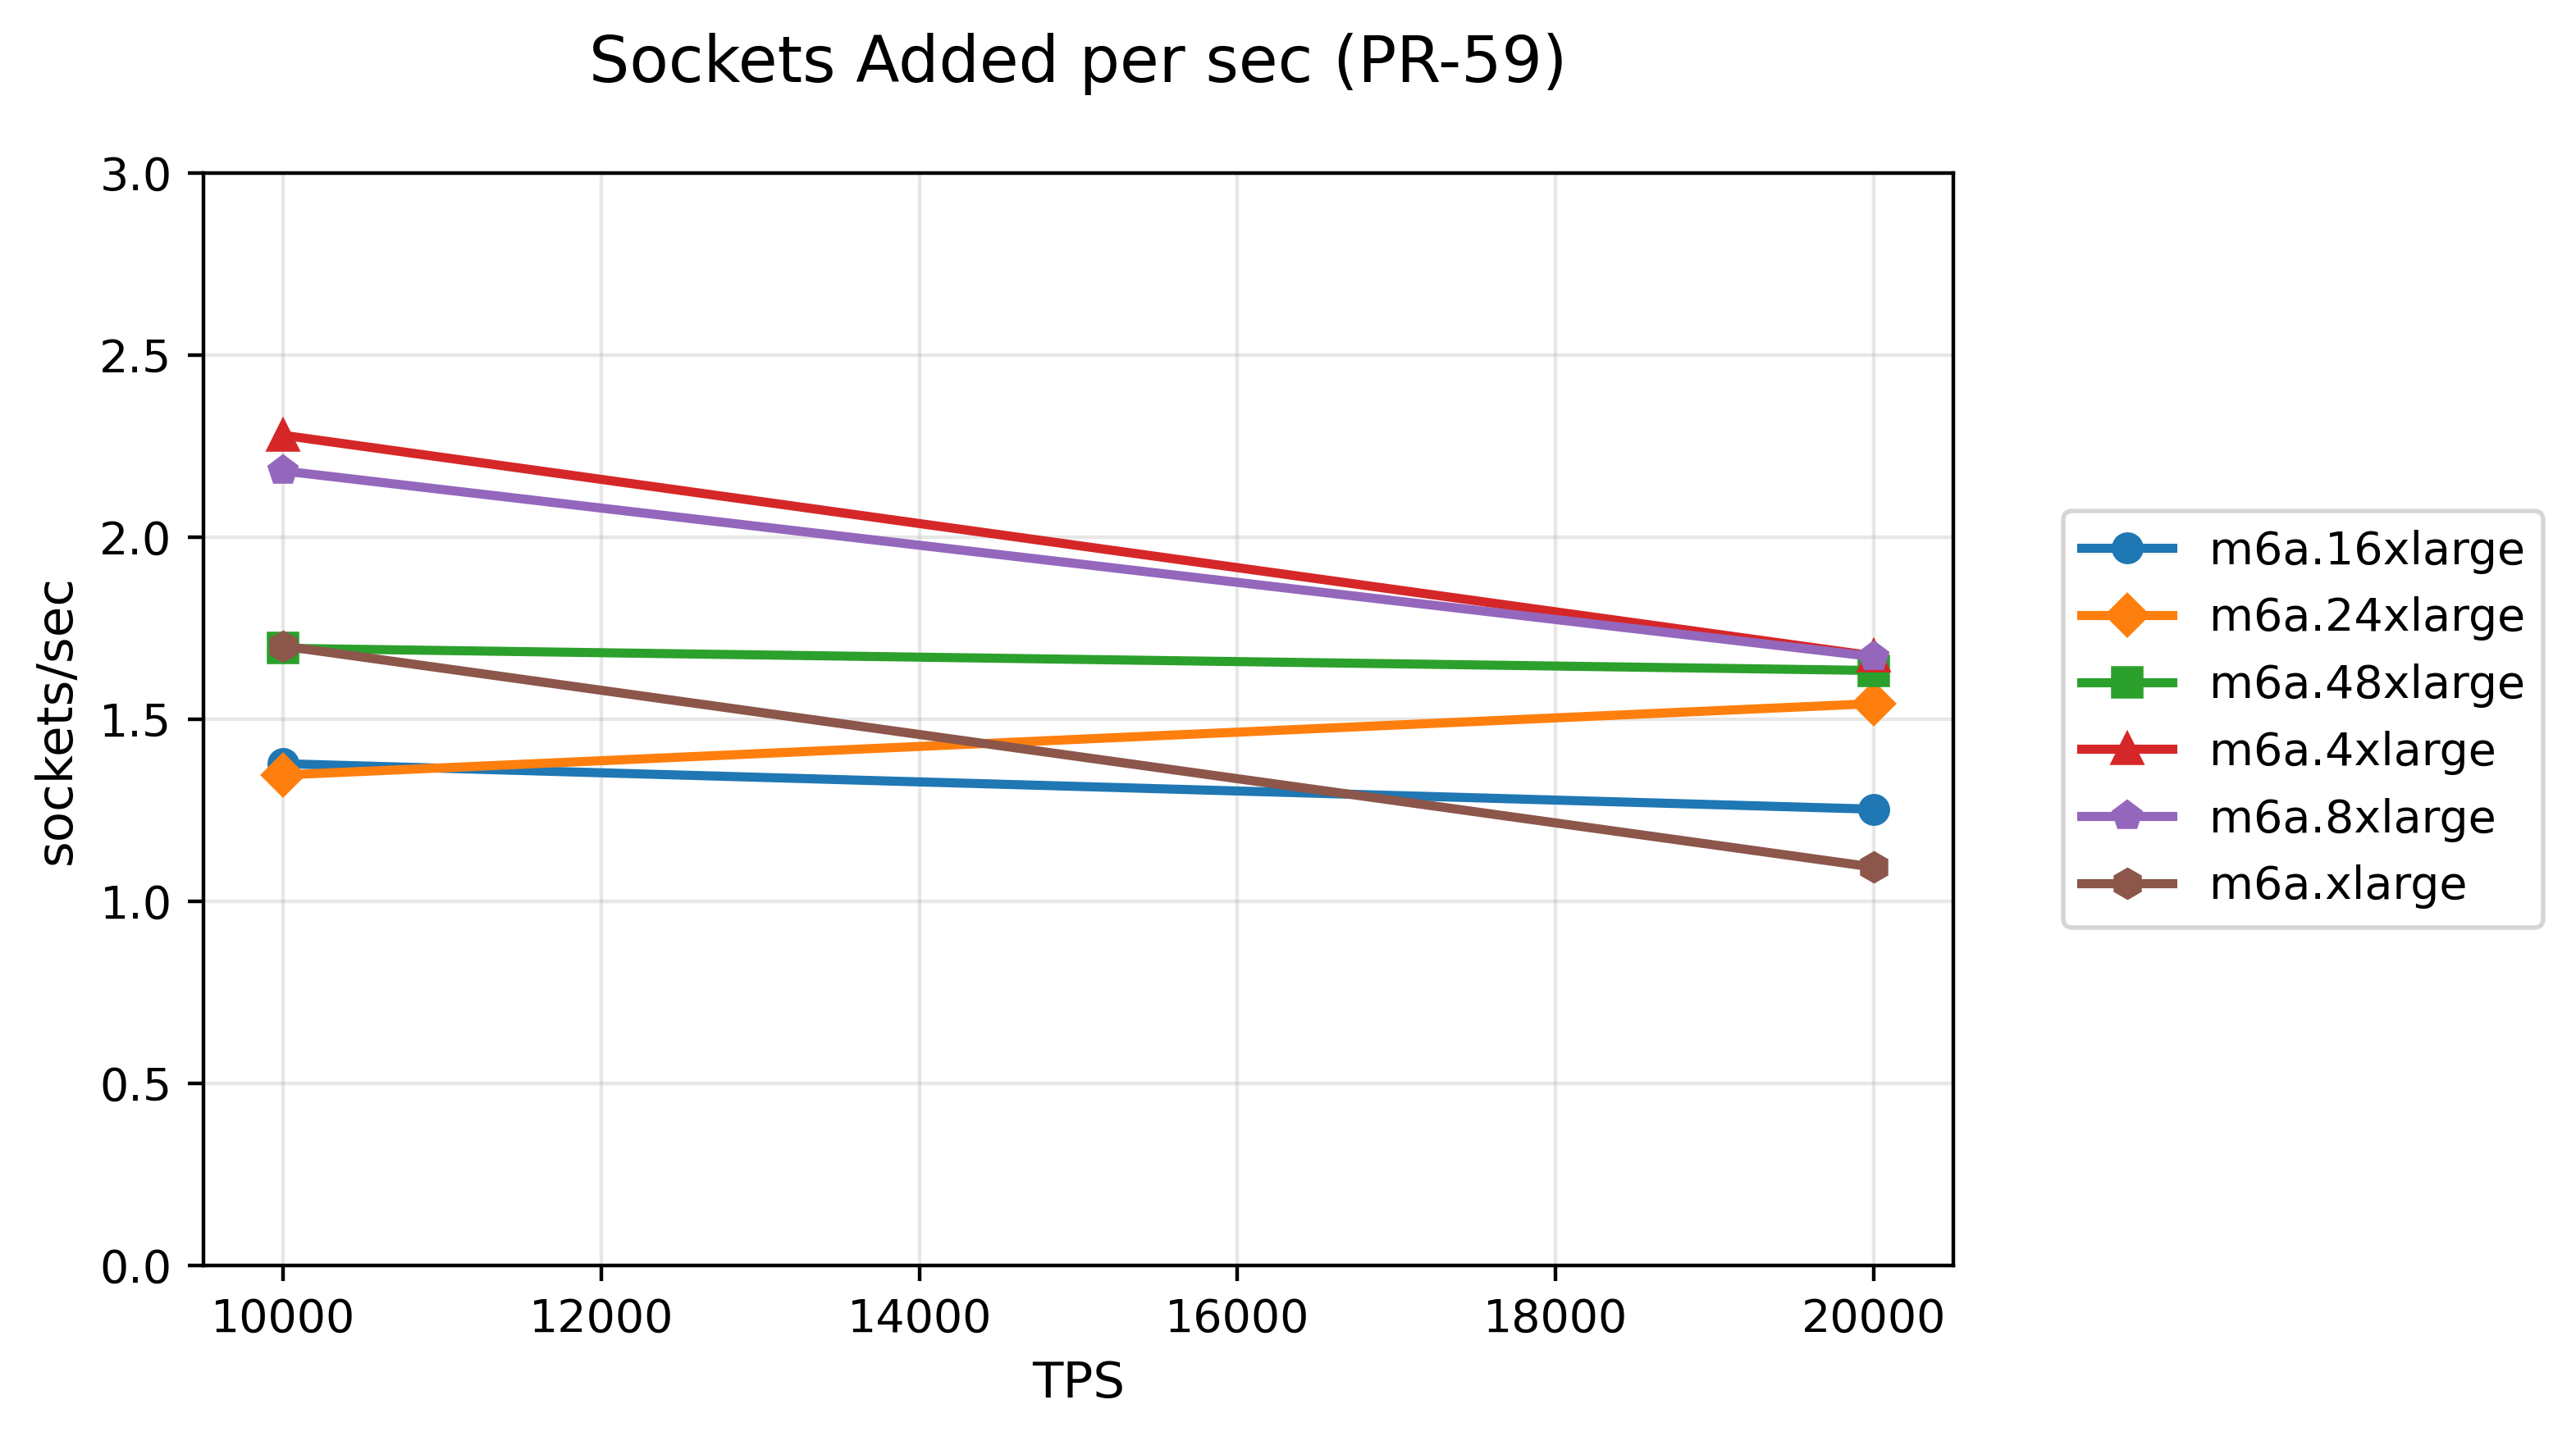 Sockets Added per sec (PR-59)
3.0
2.5
2.0
1.5
1.0
0.5
0.0
sockets/sec
10000 12000 14000 16000 18000 20000
TPS
m6a.16xlarge
m6a.24xlarge
m6a.48xlarge
m6a.4xlarge
m6a.8xlarge
m6a.xlarge